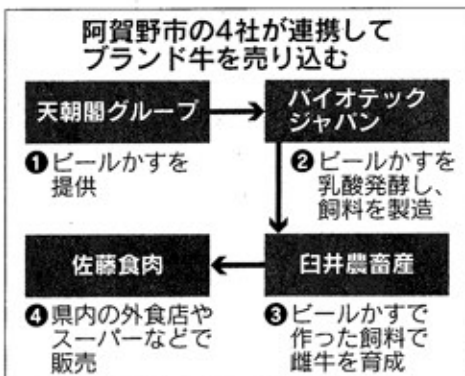 阿賀野市の4社が連携して
ブランド牛を売り込む
天朝閣グループ
❶ビールかすを
提供
バイオテック
ジャパン
❷ビールかすを
乳酸発酵し、
飼料を製造
臼井農畜産
❸ビールかすで
作った飼料で
雌牛を育成
佐藤食肉
❹県内の外食店や
スーパーなどで
販売